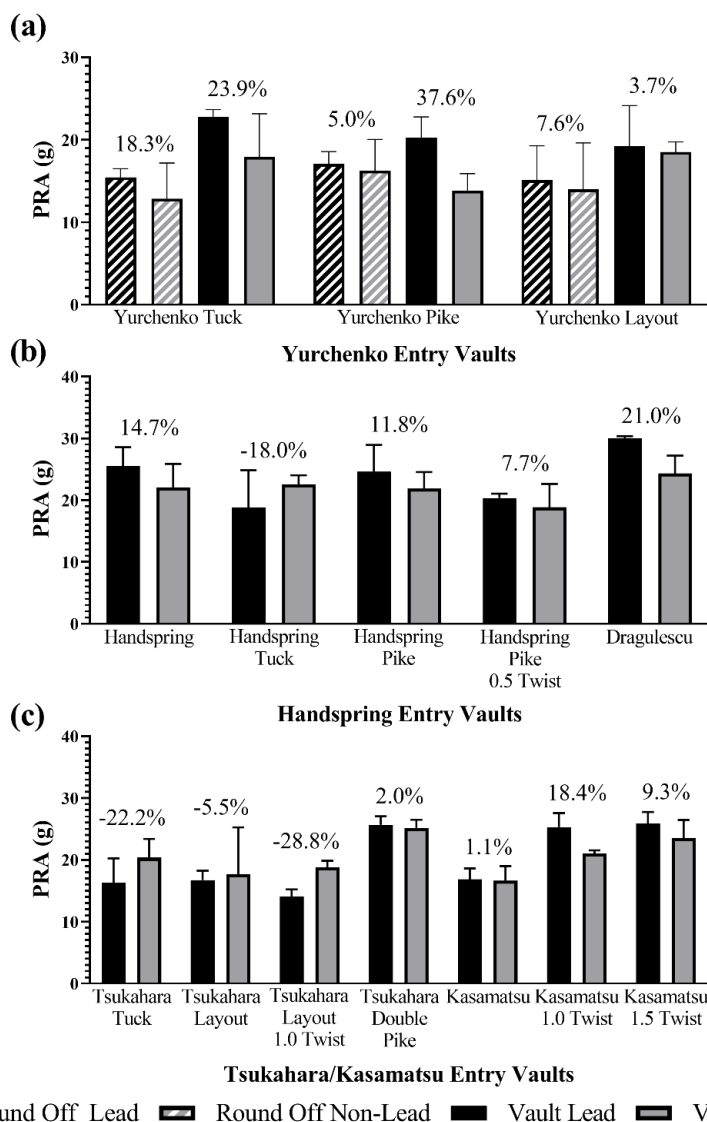 (a)
30
20
10
0
PRA (g)
18.3%
23.9%
5.0%
37.6%
7.6%
3.7%
Yurchenko Tuck
Yurchenko Pike
Yurchenko Layout
Yurchenko Entry Vaults
(b)
40
30
20
10
0
PRA (g)
14.7%
-18.0%
11.8%
7.7%
21.0%
Handspring
Handspring
Tuck
Handspring
Pike
Handspring
Pike
0.5 Twist
Dragulescu
Handspring Entry Vaults
(c)
40
30
20
10
0
PRA (g)
-22.2%
-5.5%
-28.8%
2.0%
1.1%
18.4%
9.3%
Tsukahara
Tuck
Tsukahara
Layout
Tsukahara
Layout
1.0 Twist
Tsukahara
Double
Pike
Kasamatsu
Kasamatsu
1.0 Twist
Kasamatsu
1.5 Twist
Tsukahara/Kasamatsu Entry Vaults
und Off Lead Round Off Non-Lead Vault Lead V